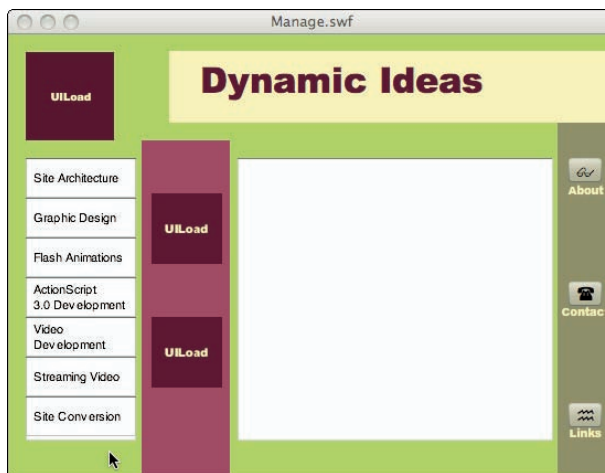 Manage.swf
UILoad
Dynamic Ideas
Site Architecture
Graphic Design
Flash Animations
ActionScript
3.0 Development
Video
Development
Streaming Video
Site Conversion
UILoad
UILoad
About
Contac
Links